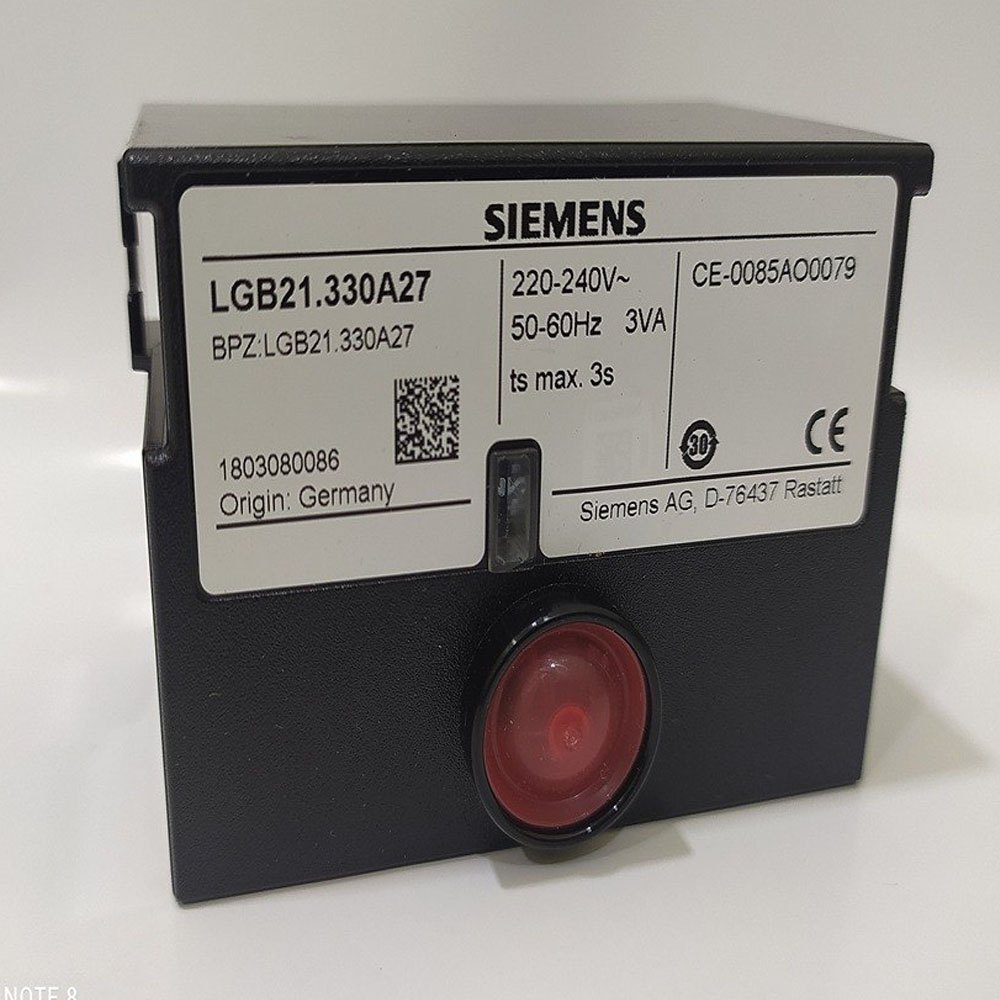 SIEMENS
LGB21.330A27
BPZ:LGB21.330A27
1803080086
Origin: Germany
220-240V~
50-60Hz 3VA
ts max. 3s
CE-0085AO0079
30
CE
Siemens AG, D-76437 Rastatt
NOTE 8